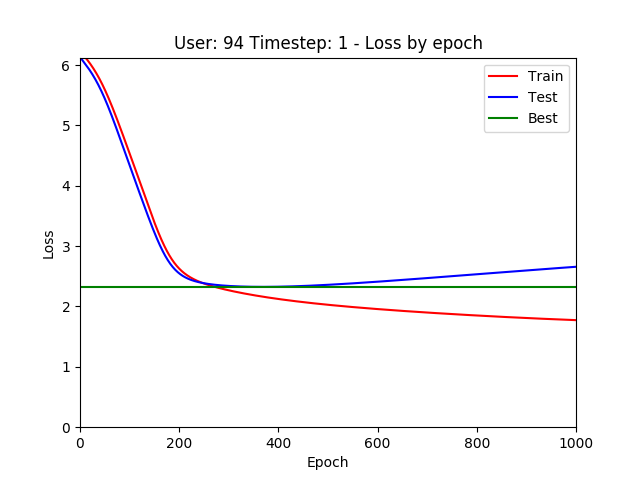 User: 94 Timestep: 1 - Loss by epoch
Train
Test
Best
Loss
6
5
4
3
2
1
0
0 200 400 600 800 1000
Epoch